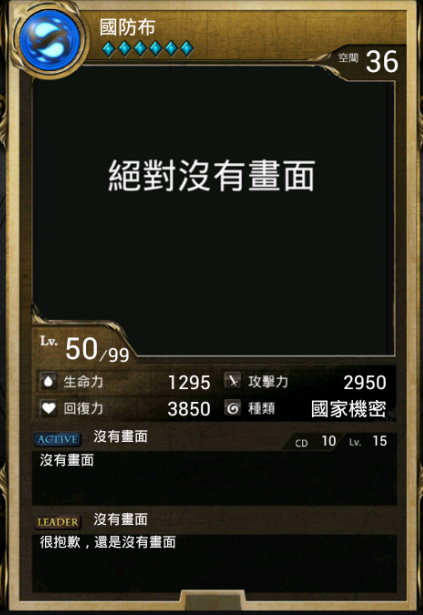 國防布
空間 36
絕對沒有畫面
Lv. 50/99
生命力 1295 攻擊力 2950
回復力 3850 種類 國家機密
ACTIVE 沒有畫面 CD 10 Lv. 15
沒有畫面
LEADER 沒有畫面
很抱歉，還是沒有畫面